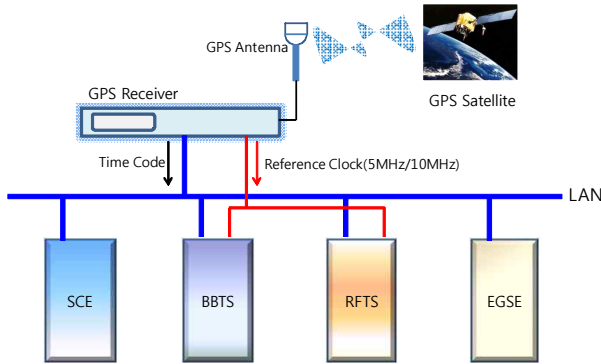 GPS Antenna
GPS Satellite
GPS Receiver
Time Code
Reference Clock(5MHz/10MHz)
LAN
SCE
BBTS
RFTS
EGSE